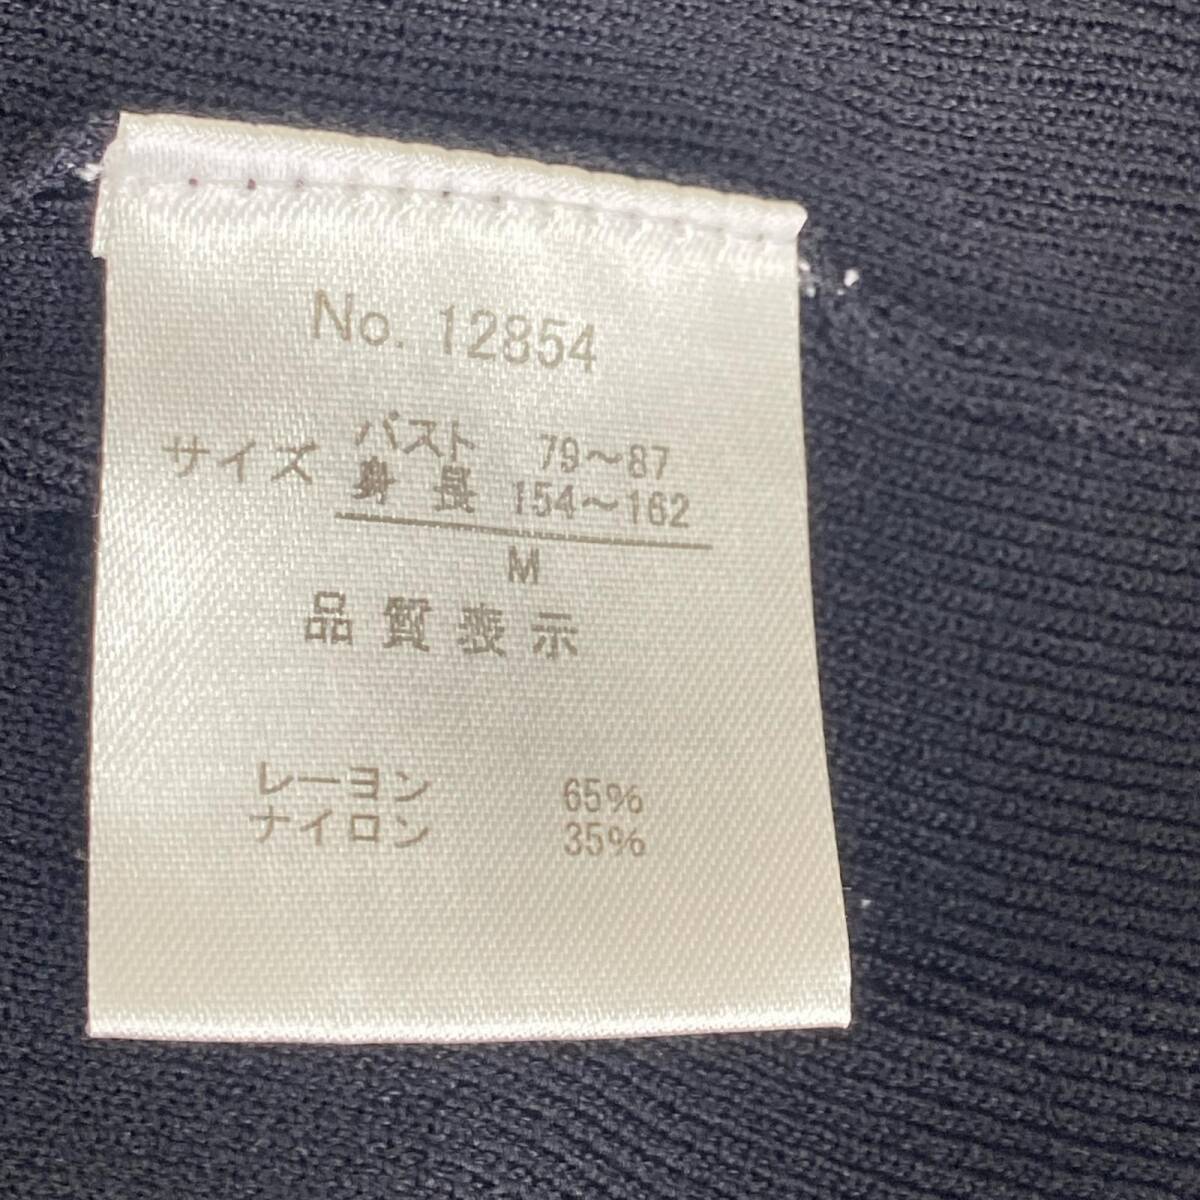 No. 12854
サイズ バスト 79～87
身長 154～162
M
品質表示
レーヨン 65%
ナイロン 35%